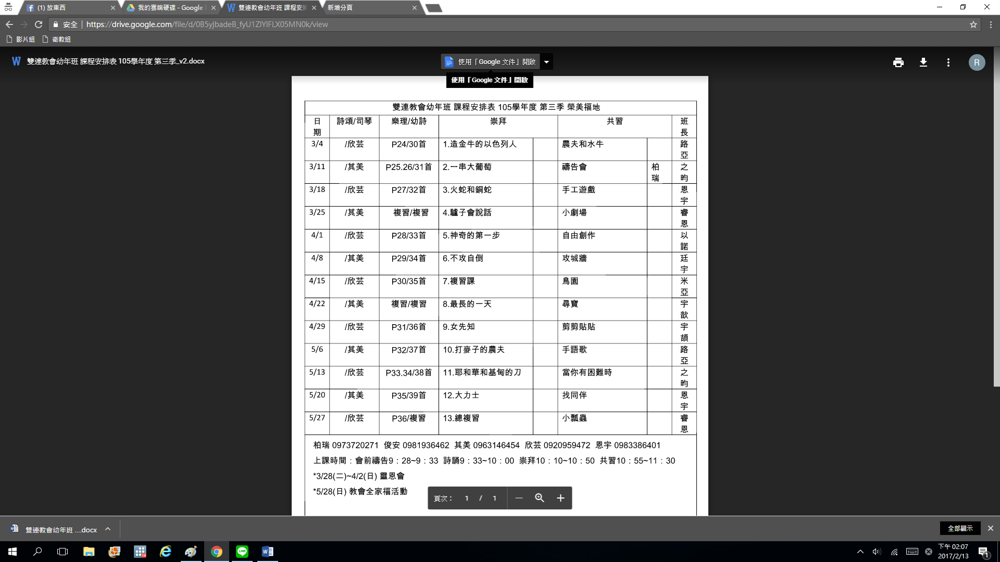 (1) 放東西
我的雲端硬碟 - Google
雙連教會幼年班 課程安排
新增分頁
安全 https://drive.google.com/file/d/0B5yjbadeB_fyU1ZIYlFLX05MN0k/view
影片組 衛教組
雙連教會幼年班 課程安排表 105學年度 第三季_v2.docx
使用「Google 文件」開啟
R
使用「Google 文件」開啟
雙連教會幼年班 課程安排表 105學年度 第三季 榮美福地
日期 詩頌/司琴 樂理/幼詩 崇拜 共習 班長
3/4 /欣芸 P24/30首 1.造金牛的以色列人 農夫和水牛 路亞
3/11 /其美 P25.26/31首 2.一串大葡萄 禱告會 柏瑞 之昀
3/18 /欣芸 P27/32首 3.火蛇和銅蛇 手工遊戲 恩宇
3/25 /其美 複習/複習 4.驢子會說話 小劇場 睿恩
4/1 /欣芸 P28/33首 5.神奇的第一步 自由創作 以諾
4/8 /其美 P29/34首 6.不攻自倒 攻城牆 廷宇
4/15 /欣芸 P30/35首 7.複習課 鳥園 米亞
4/22 /其美 複習/複習 8.最長的一天 尋寶 宇歆
4/29 /欣芸 P31/36首 9.女先知 剪剪貼貼 宇頡
5/6 /其美 P32/37首 10.打麥子的農夫 手語歌 路亞
5/13 /欣芸 P33.34/38首 11.耶和華和基甸的刀 當你有困難時 之昀
5/20 /其美 P35/39首 12.大力士 找同伴 恩宇
5/27 /欣芸 P36/複習 13.總複習 小瓢蟲 睿恩
柏瑞 0973720271 俊安 0981936462 其美 0963146454 欣芸 0920959472 恩宇 0983386401
上課時間：會前禱告9：28~9：33 詩誦9：33~10：00 崇拜10：10~10：50 共習10：55~11：30
*3/28(二)~4/2(日) 靈恩會
*5/28(日) 教會全家福活動
頁次： 1 / 1
雙連教會幼年班 ....docx
全部顯示
14
下午 02:07
2017/2/13
1